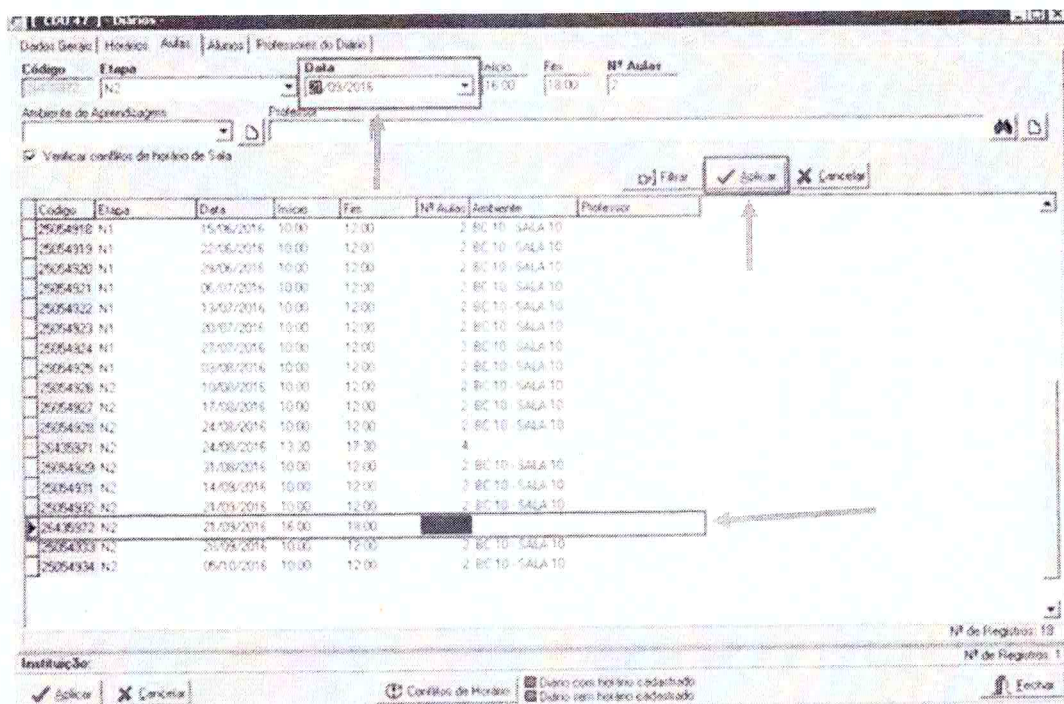 [ CDU 47 ] - Diários -
Dados Gerais | Horários | Aulas | Alunos | Professores do Diário
Código Etapa Data Início Fim Nº Aulas
N2 /09/2016 16:00 18:00 2
Ambiente de Aprendizagem Professor
Verificar conflitos de horário de Sala
Filtrar Aplicar Cancelar
Código Etapa Data Início Fim Nº Aulas Ambiente Professor
25054918 N1 15/06/2016 10:00 12:00 2 BC 10 - SALA 10
25054919 N1 22/06/2016 10:00 12:00 2 BC 10 - SALA 10
25054920 N1 29/06/2016 10:00 12:00 2 BC 10 - SALA 10
25054921 N1 06/07/2016 10:00 12:00 2 BC 10 - SALA 10
25054922 N1 13/07/2016 10:00 12:00 2 BC 10 - SALA 10
25054923 N1 20/07/2016 10:00 12:00 2 BC 10 - SALA 10
25054924 N1 27/07/2016 10:00 12:00 2 BC 10 - SALA 10
25054925 N1 03/08/2016 10:00 12:00 2 BC 10 - SALA 10
25054926 N2 10/08/2016 10:00 12:00 2 BC 10 - SALA 10
25054927 N2 17/08/2016 10:00 12:00 2 BC 10 - SALA 10
25054928 N2 24/08/2016 10:00 12:00 2 BC 10 - SALA 10
26435971 N2 24/08/2016 13:30 17:30 4
25054929 N2 31/08/2016 10:00 12:00 2 BC 10 - SALA 10
25054931 N2 14/09/2016 10:00 12:00 2 BC 10 - SALA 10
25054932 N2 21/09/2016 10:00 12:00 2 BC 10 - SALA 10
26435972 N2 21/09/2016 16:00 18:00
25054933 N2 28/09/2016 10:00 12:00 2 BC 10 - SALA 10
25054934 N2 05/10/2016 10:00 12:00 2 BC 10 - SALA 10
Nº de Registros: 19
Instituição: Nº de Registros: 1
Aplicar Cancelar Conflitos de Horário Diário com horário cadastrado Fechar
Diário sem horário cadastrado